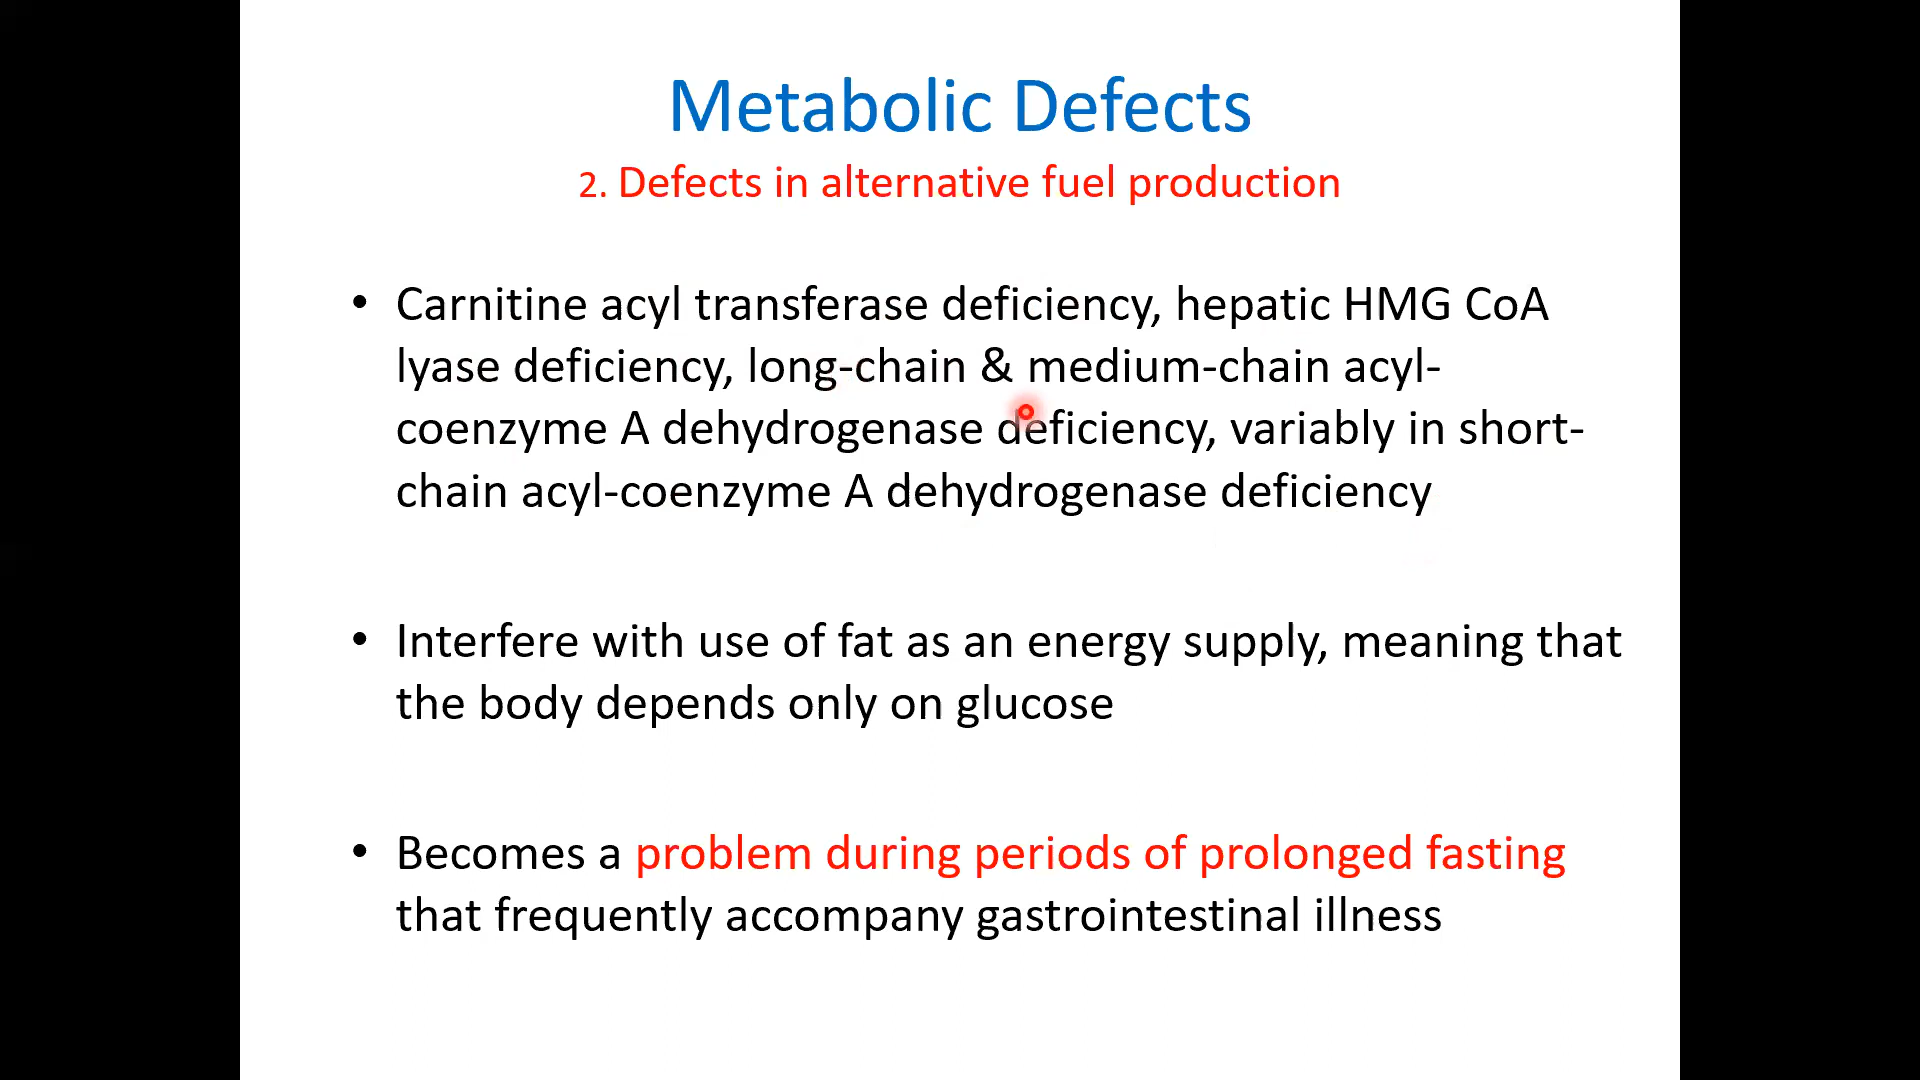 Metabolic Defects
2. Defects in alternative fuel production
• Carnitine acyl transferase deficiency, hepatic HMG CoA
lyase deficiency, long-chain & medium-chain acyl-
coenzyme A dehydrogenase deficiency, variably in short-
chain acyl-coenzyme A dehydrogenase deficiency
• Interfere with use of fat as an energy supply, meaning that
the body depends only on glucose
• Becomes a problem during periods of prolonged fasting
that frequently accompany gastrointestinal illness